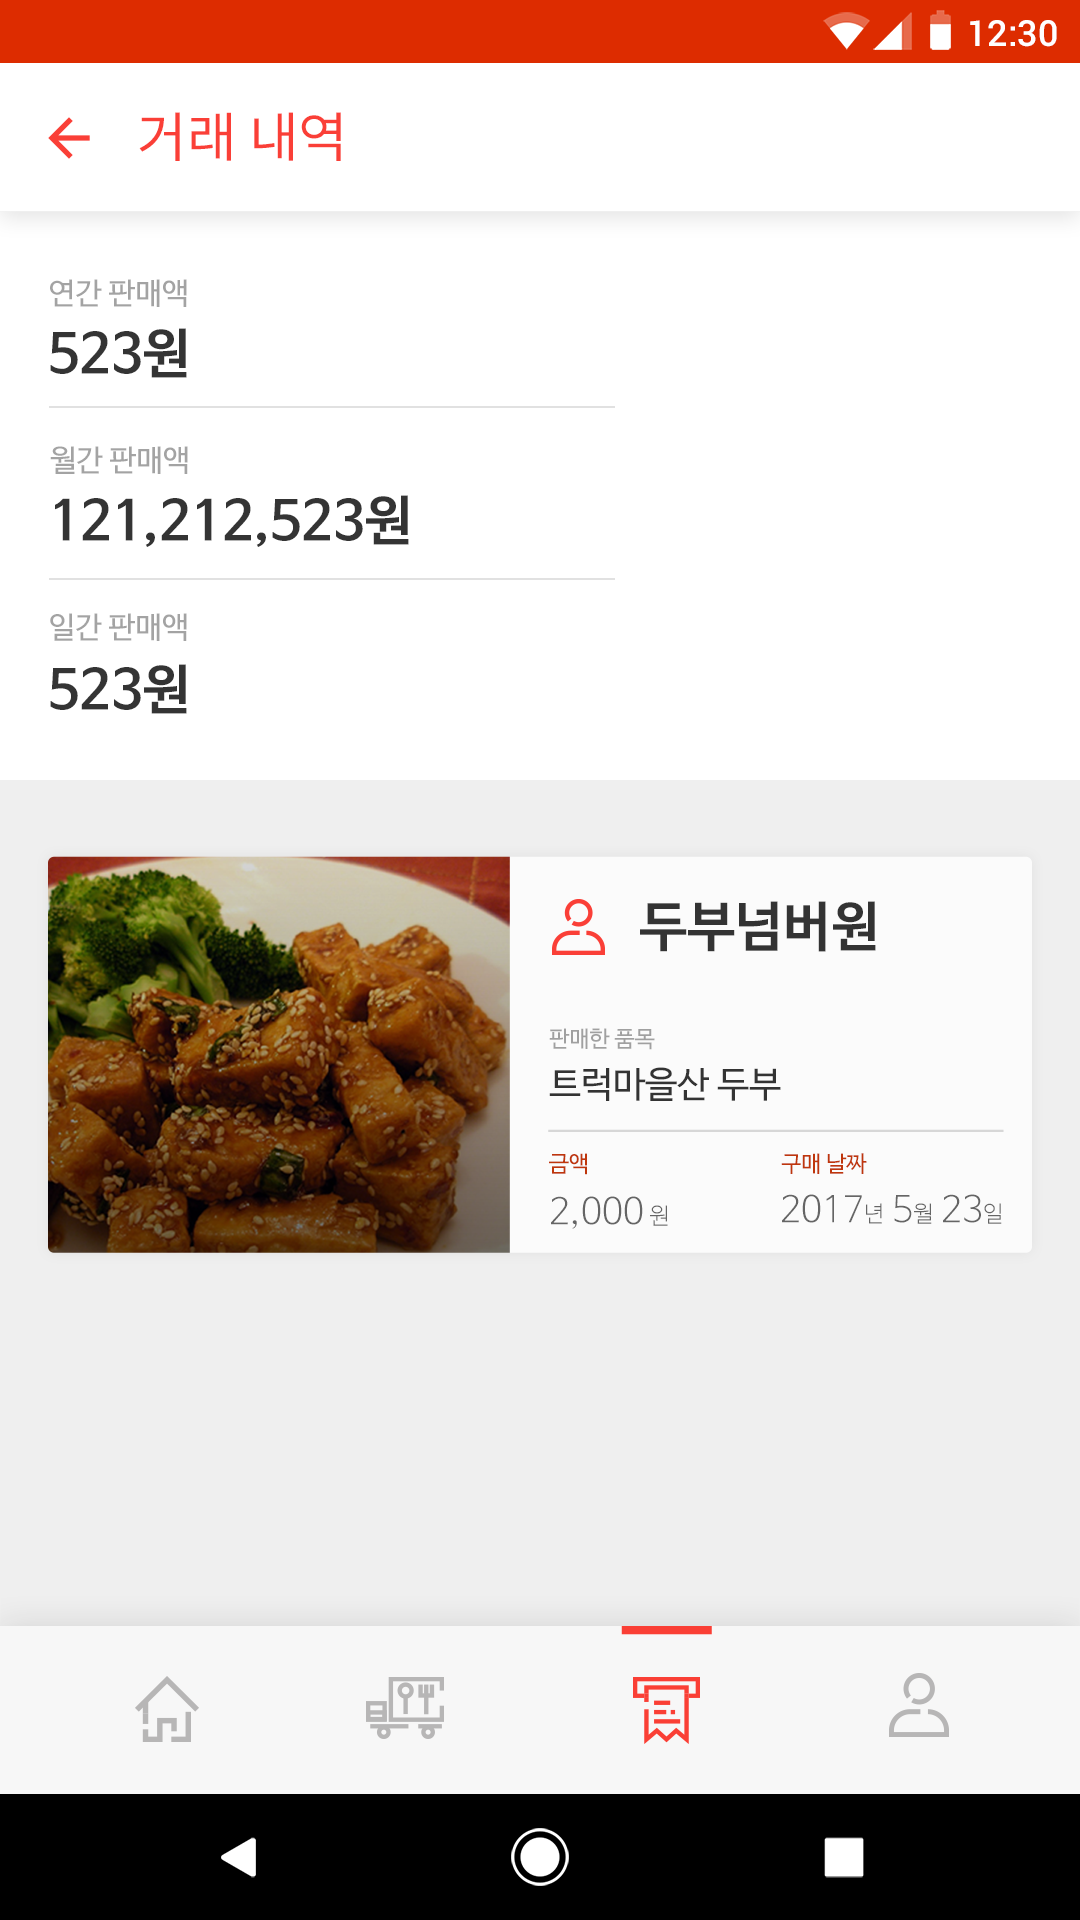 12:30
거래 내역
연간 판매액
523원
월간 판매액
121,212,523원
일간 판매액
523원
두부넘버원
판매한 품목
트럭마을산 두부
금액
구매 날짜
2,000 원
2017년 5월 23일